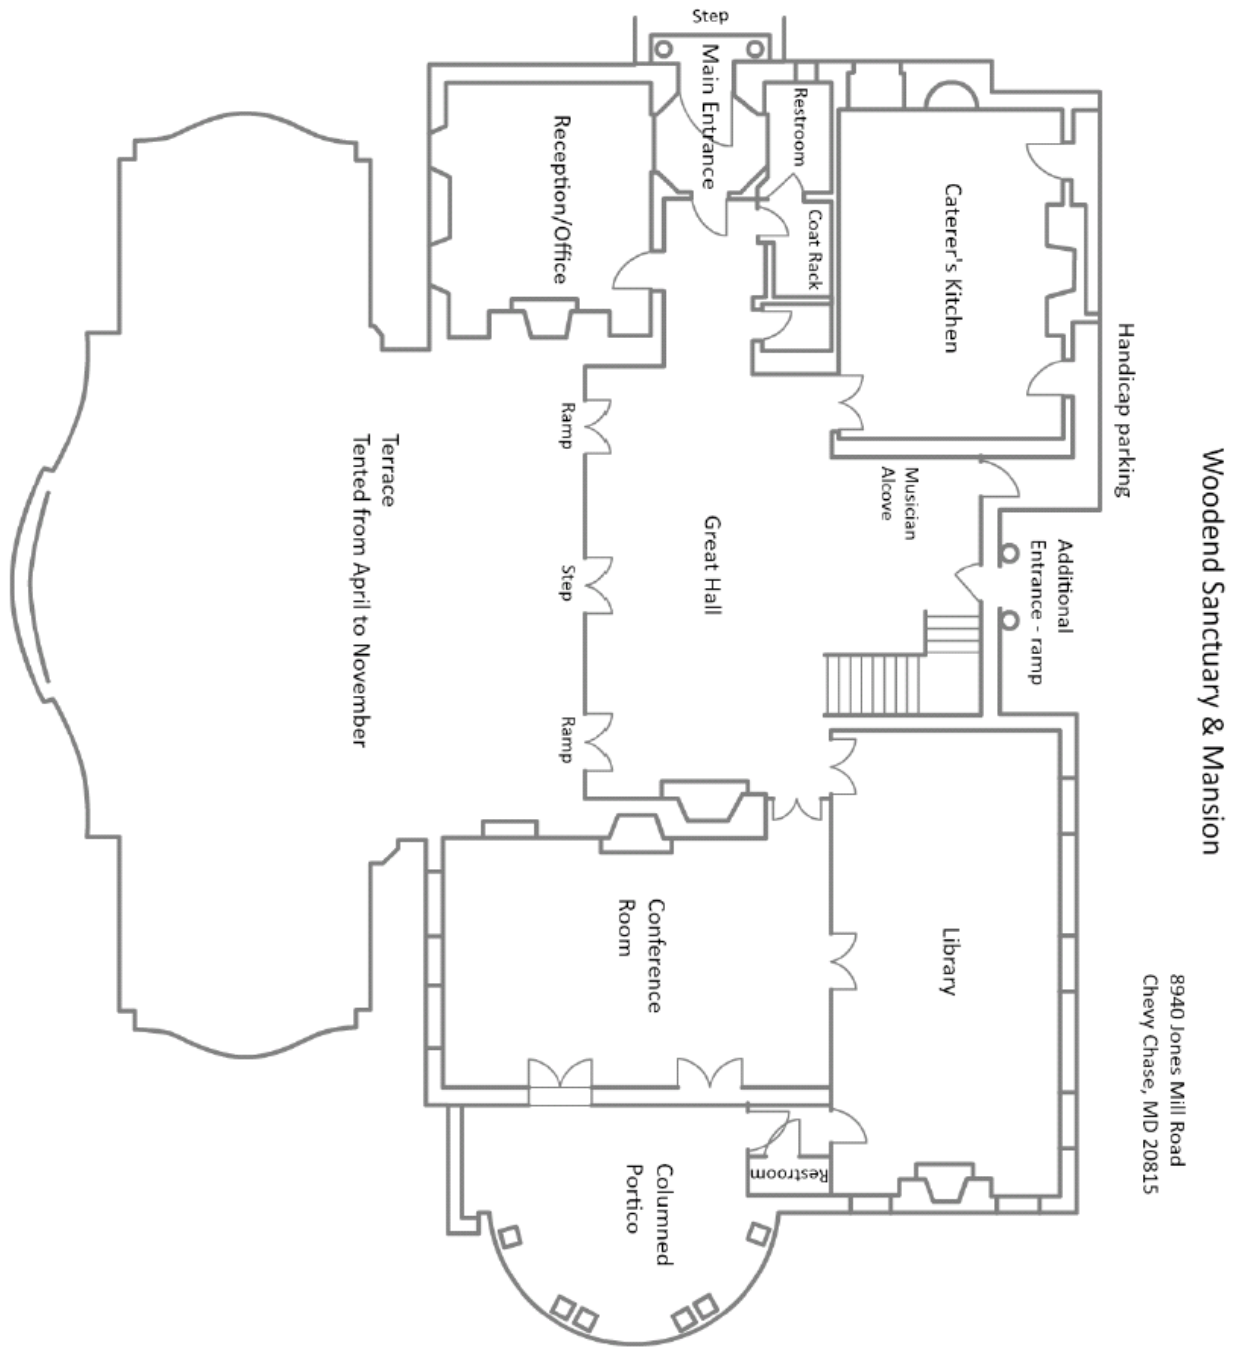 Woodend Sanctuary & Mansion
8940 Jones Mill Road
Chevy Chase, MD 20815
Handicap parking
Additional
Entrance - ramp
Step
Main Entrance
Restroom
Coat Rack
Caterer's Kitchen
Reception/Office
Musician
Alcove
Great Hall
Ramp
Step
Ramp
Terrace
Tented from April to November
Library
Conference
Room
Restroom
Columned
Portico